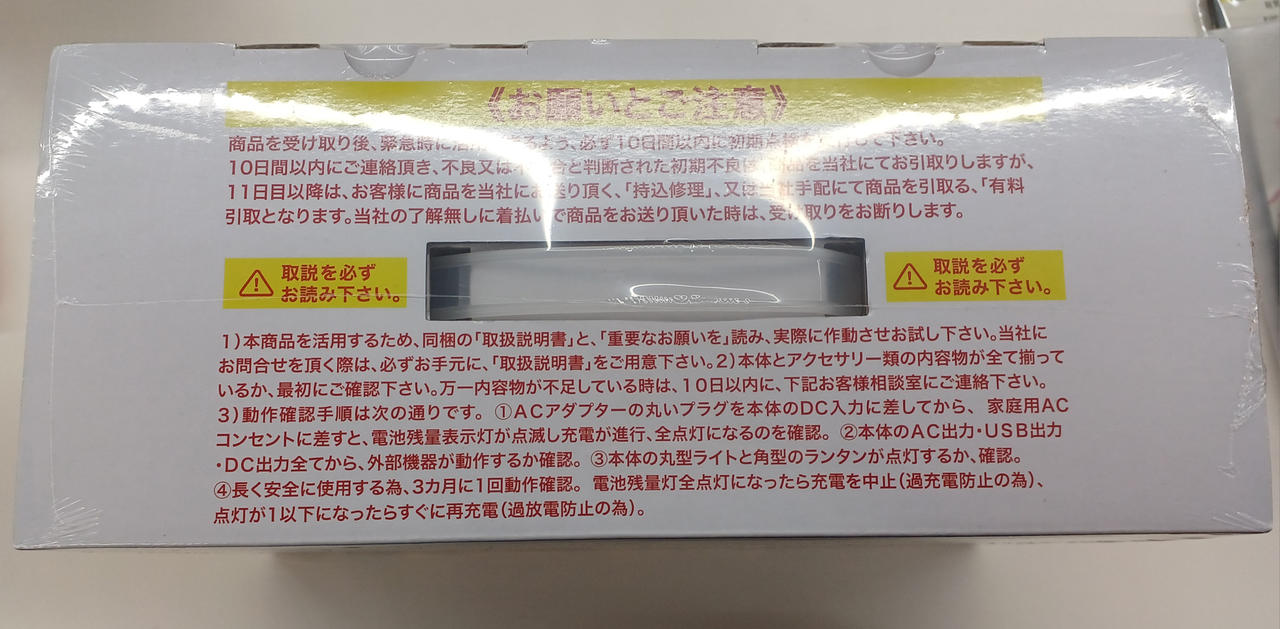 《お願いとご注意》
商品を受け取り後、緊急時に活 るよう、必ず10日間以内に初期点検 下さい。
10日間以内にご連絡頂き、不良又は不 合と判断された初期不良は 品を当社にてお引取りしますが、
11日目以降は、お客様に商品を当社にお送り頂く、「持込修理」、又は当社手配にて商品を引取る、「有料
引取となります。当社の了解無しに着払いで商品をお送り頂いた時は、受け取りをお断りします。
取説を必ず
お読み下さい。
取説を必ず
お読み下さい。
1)本商品を活用するため、同梱の「取扱説明書」と、「重要なお願いを」読み、実際に作動させお試し下さい。当社に
お問合せを頂く際は、必ずお手元に、「取扱説明書」をご用意下さい。2)本体とアクセサリー類の内容物が全て揃って
いるか、最初にご確認下さい。万一内容物が不足している時は、10日以内に、下記お客様相談室にご連絡下さい。
3)動作確認手順は次の通りです。①ACアダプターの丸いプラグを本体のDC入力に差してから、家庭用AC
コンセントに差すと、電池残量表示灯が点滅し充電が進行、全点灯になるのを確認。②本体のAC出力・USB出力
・DC出力全てから、外部機器が動作するか確認。③本体の丸型ライトと角型のランタンが点灯するか、確認。
④長く安全に使用する為、3カ月に1回動作確認。電池残量灯全点灯になったら充電を中止(過充電防止の為)、
点灯が1以下になったらすぐに再充電(過放電防止の為)。